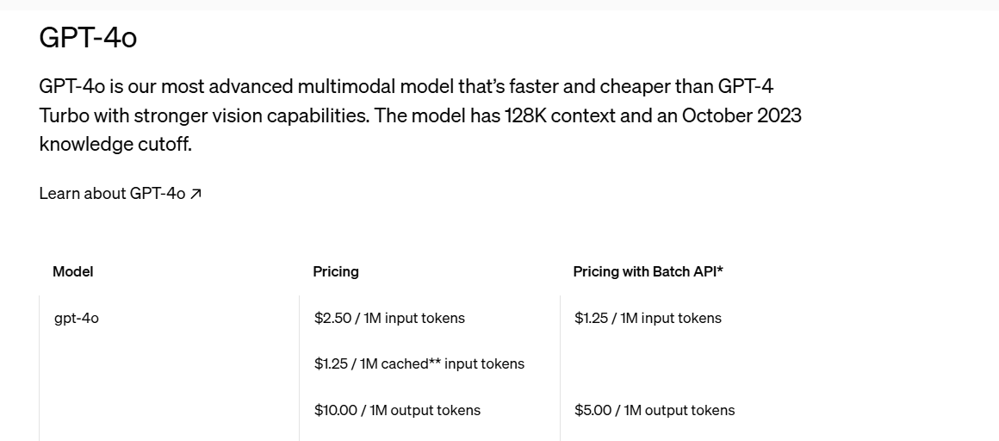 GPT-4o
GPT-4o is our most advanced multimodal model that’s faster and cheaper than GPT-4
Turbo with stronger vision capabilities. The model has 128K context and an October 2023
knowledge cutoff.
Learn about GPT-4o ↗
Model Pricing Pricing with Batch API*
gpt-4o $2.50 / 1M input tokens $1.25 / 1M input tokens
$1.25 / 1M cached** input tokens
$10.00 / 1M output tokens $5.00 / 1M output tokens